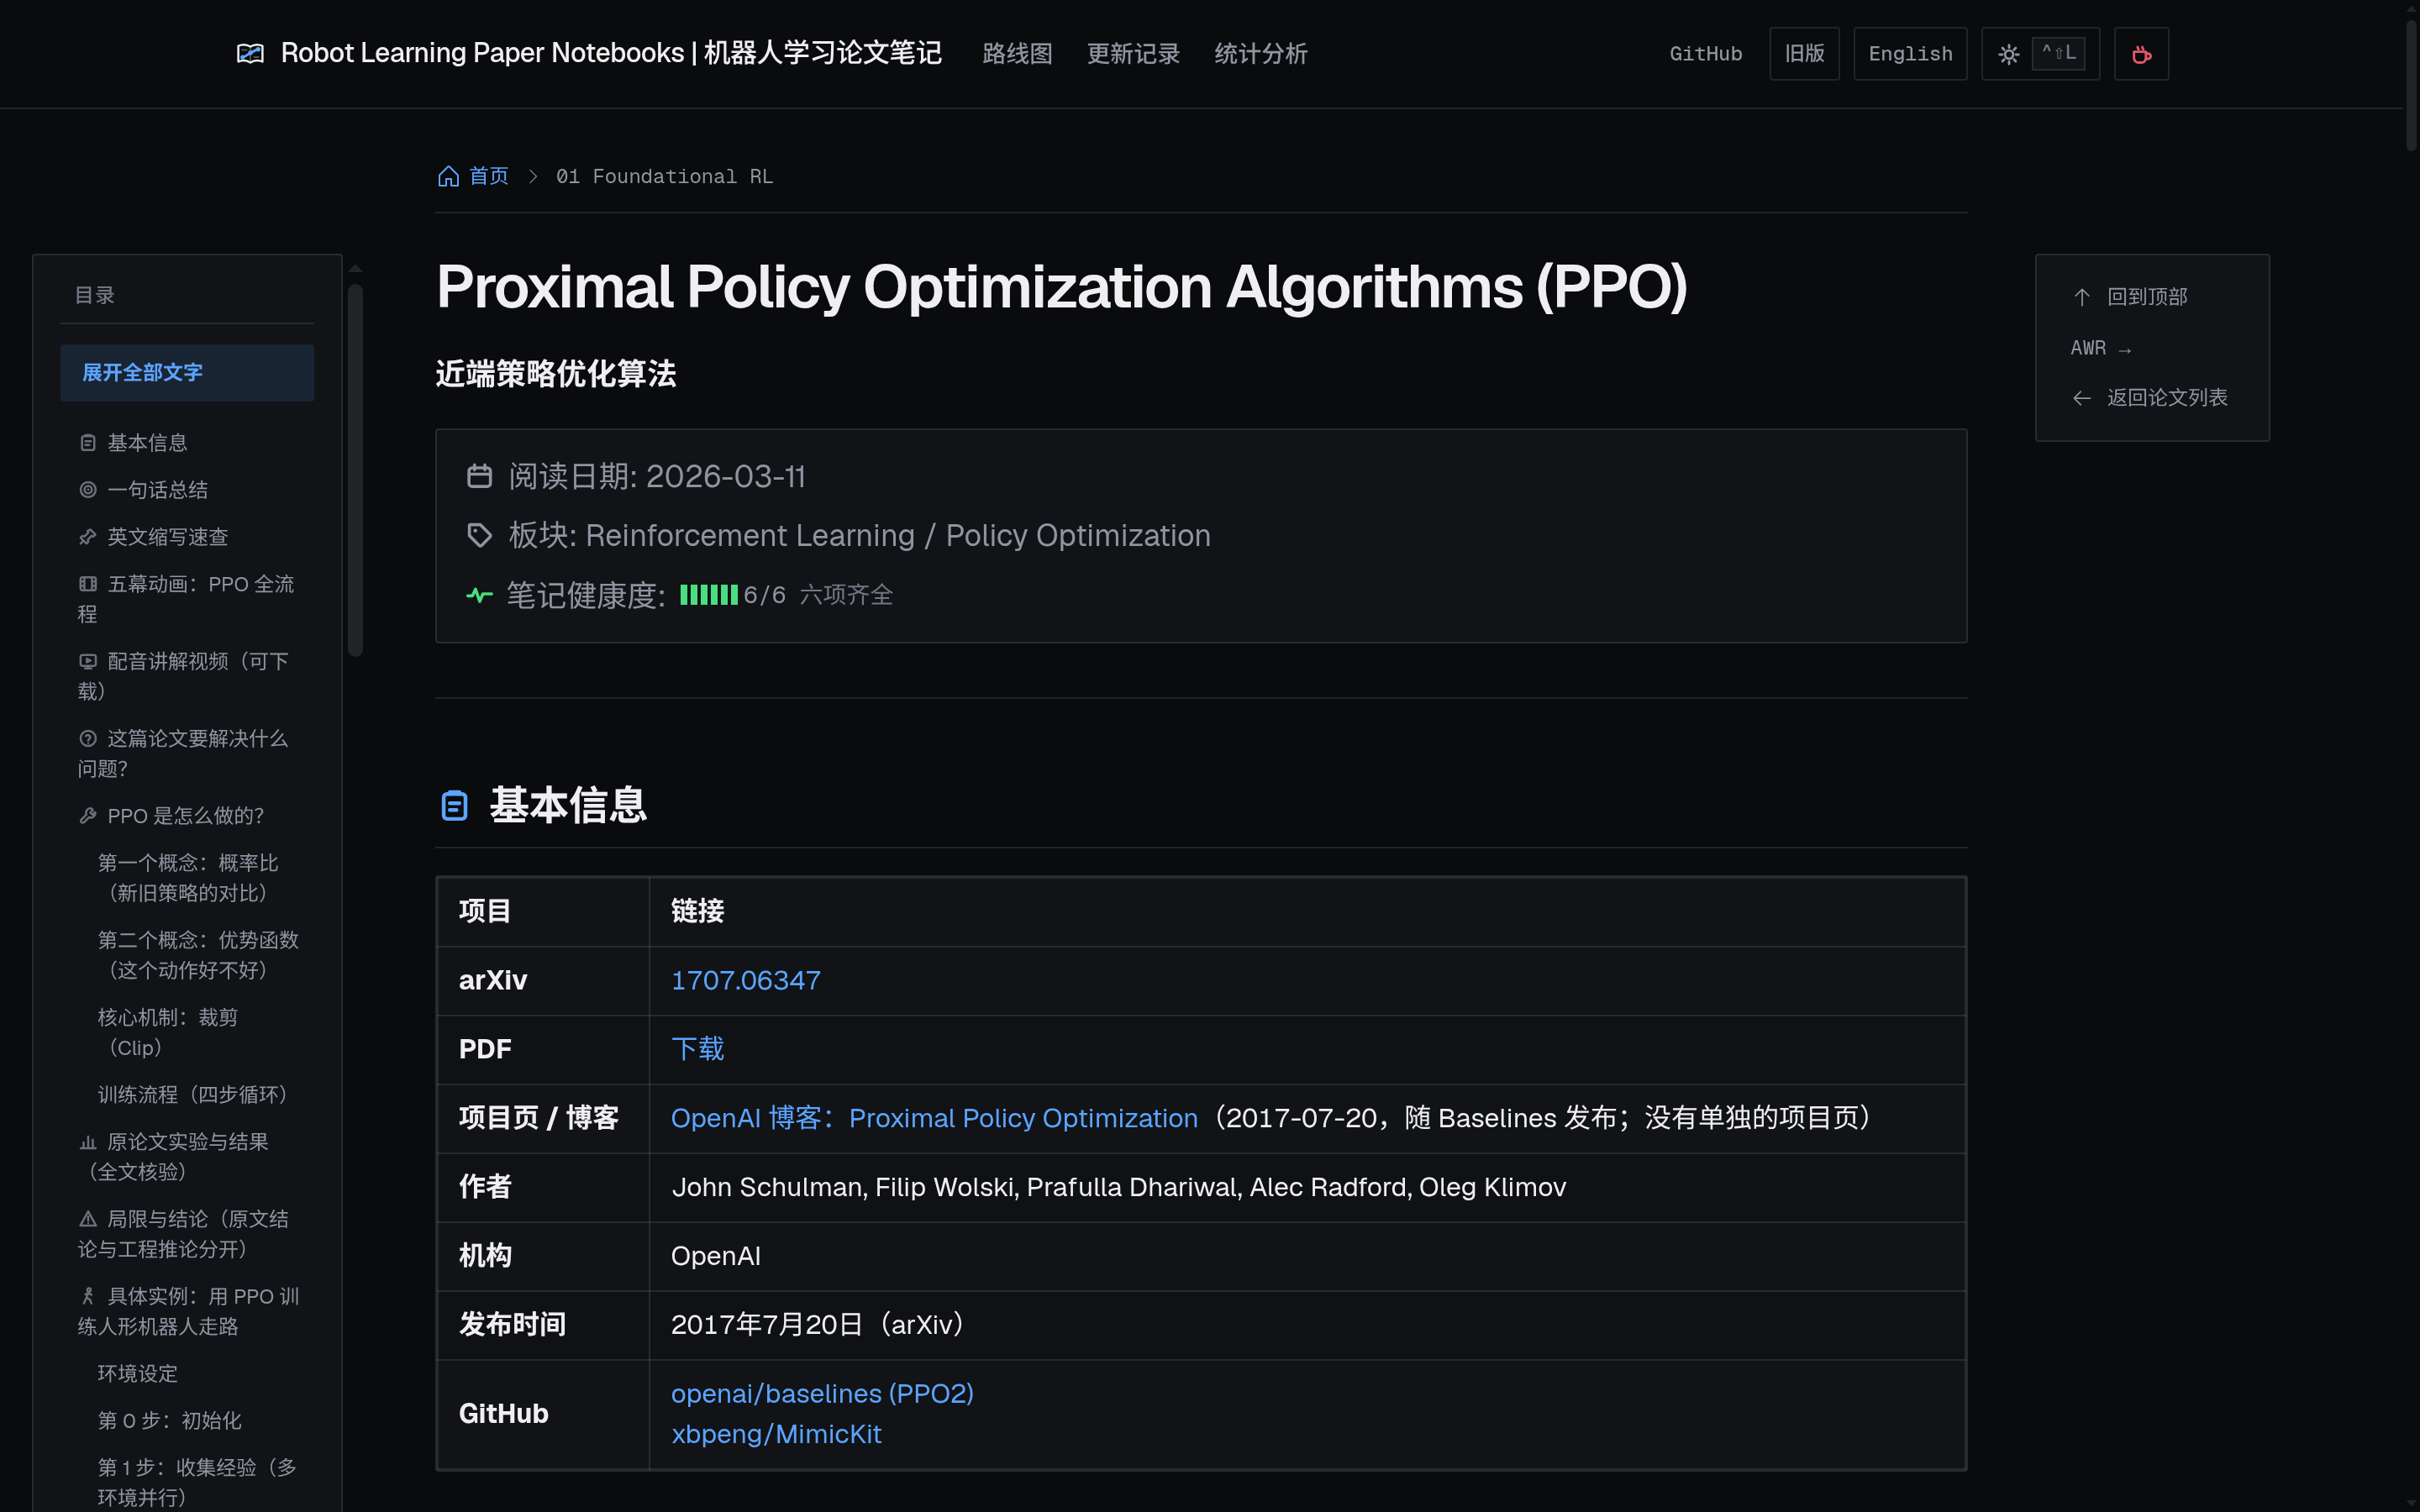 Robot Learning Paper Notebooks | 机器人学习论文笔记 路线图 更新记录 统计分析 GitHub 旧版 English ^⇧L
首页 > 01 Foundational RL
目录
展开全部文字
基本信息
一句话总结
英文缩写速查
五幕动画：PPO 全流
程
配音讲解视频（可下
载）
这篇论文要解决什么
问题？
PPO 是怎么做的？
第一个概念：概率比
（新旧策略的对比）
第二个概念：优势函数
（这个动作好不好）
核心机制：裁剪
（Clip）
训练流程（四步循环）
原论文实验与结果
（全文核验）
局限与结论（原文结
论与工程推论分开）
具体实例：用 PPO 训
练人形机器人走路
环境设定
第 0 步：初始化
第 1 步：收集经验（多
环境并行）
Proximal Policy Optimization Algorithms (PPO)
近端策略优化算法
阅读日期: 2026-03-11
板块: Reinforcement Learning / Policy Optimization
笔记健康度: 6/6 六项齐全
基本信息
项目 链接
arXiv 1707.06347
PDF 下载
项目页 / 博客 OpenAI 博客：Proximal Policy Optimization（2017-07-20，随 Baselines 发布；没有单独的项目页）
作者 John Schulman, Filip Wolski, Prafulla Dhariwal, Alec Radford, Oleg Klimov
机构 OpenAI
发布时间 2017年7月20日（arXiv）
GitHub openai/baselines (PPO2)
xbpeng/MimicKit
↑ 回到顶部
AWR →
← 返回论文列表